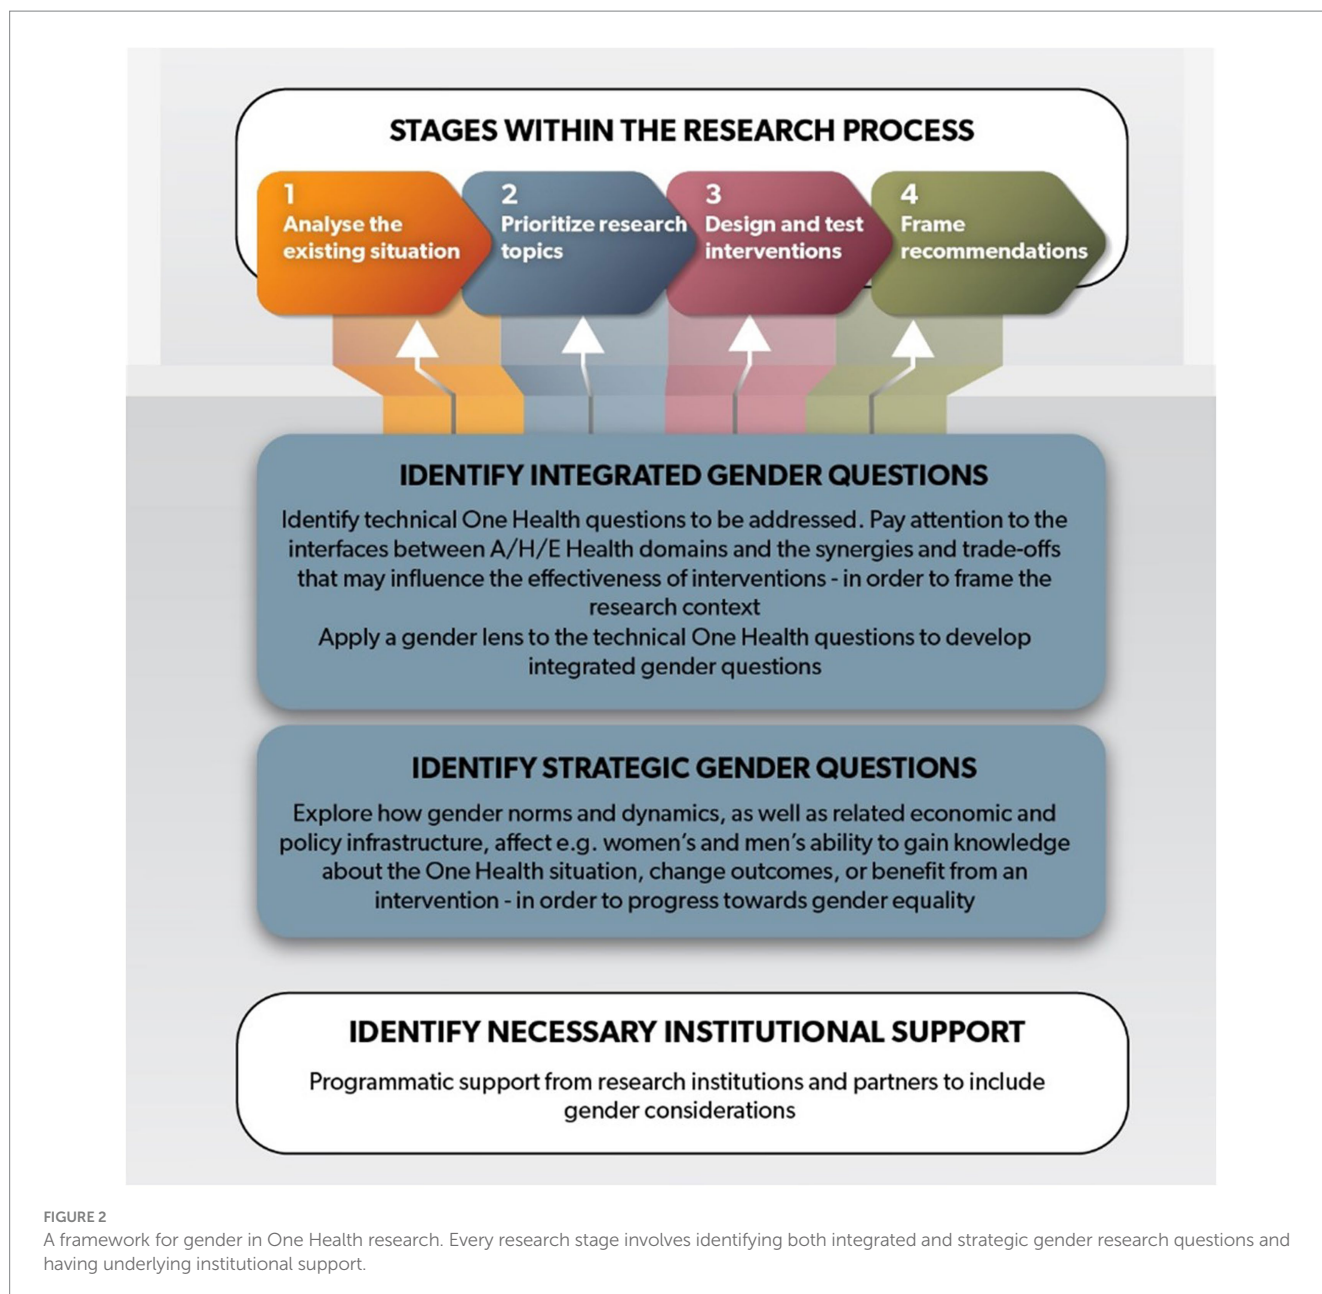 STAGES WITHIN THE RESEARCH PROCESS
1
Analyse the
existing situation
2
Prioritize research
topics
3
Design and test
interventions
4
Frame
recommendations
IDENTIFY INTEGRATED GENDER QUESTIONS
Identify technical One Health questions to be addressed. Pay attention to the
interfaces between A/H/E Health domains and the synergies and trade-offs
that may influence the effectiveness of interventions - in order to frame the
research context
Apply a gender lens to the technical One Health questions to develop
integrated gender questions
IDENTIFY STRATEGIC GENDER QUESTIONS
Explore how gender norms and dynamics, as well as related economic and
policy infrastructure, affect e.g. women's and men's ability to gain knowledge
about the One Health situation, change outcomes, or benefit from an
intervention - in order to progress towards gender equality
IDENTIFY NECESSARY INSTITUTIONAL SUPPORT
Programmatic support from research institutions and partners to include
gender considerations
FIGURE 2
A framework for gender in One Health research. Every research stage involves identifying both integrated and strategic gender research questions and
having underlying institutional support.